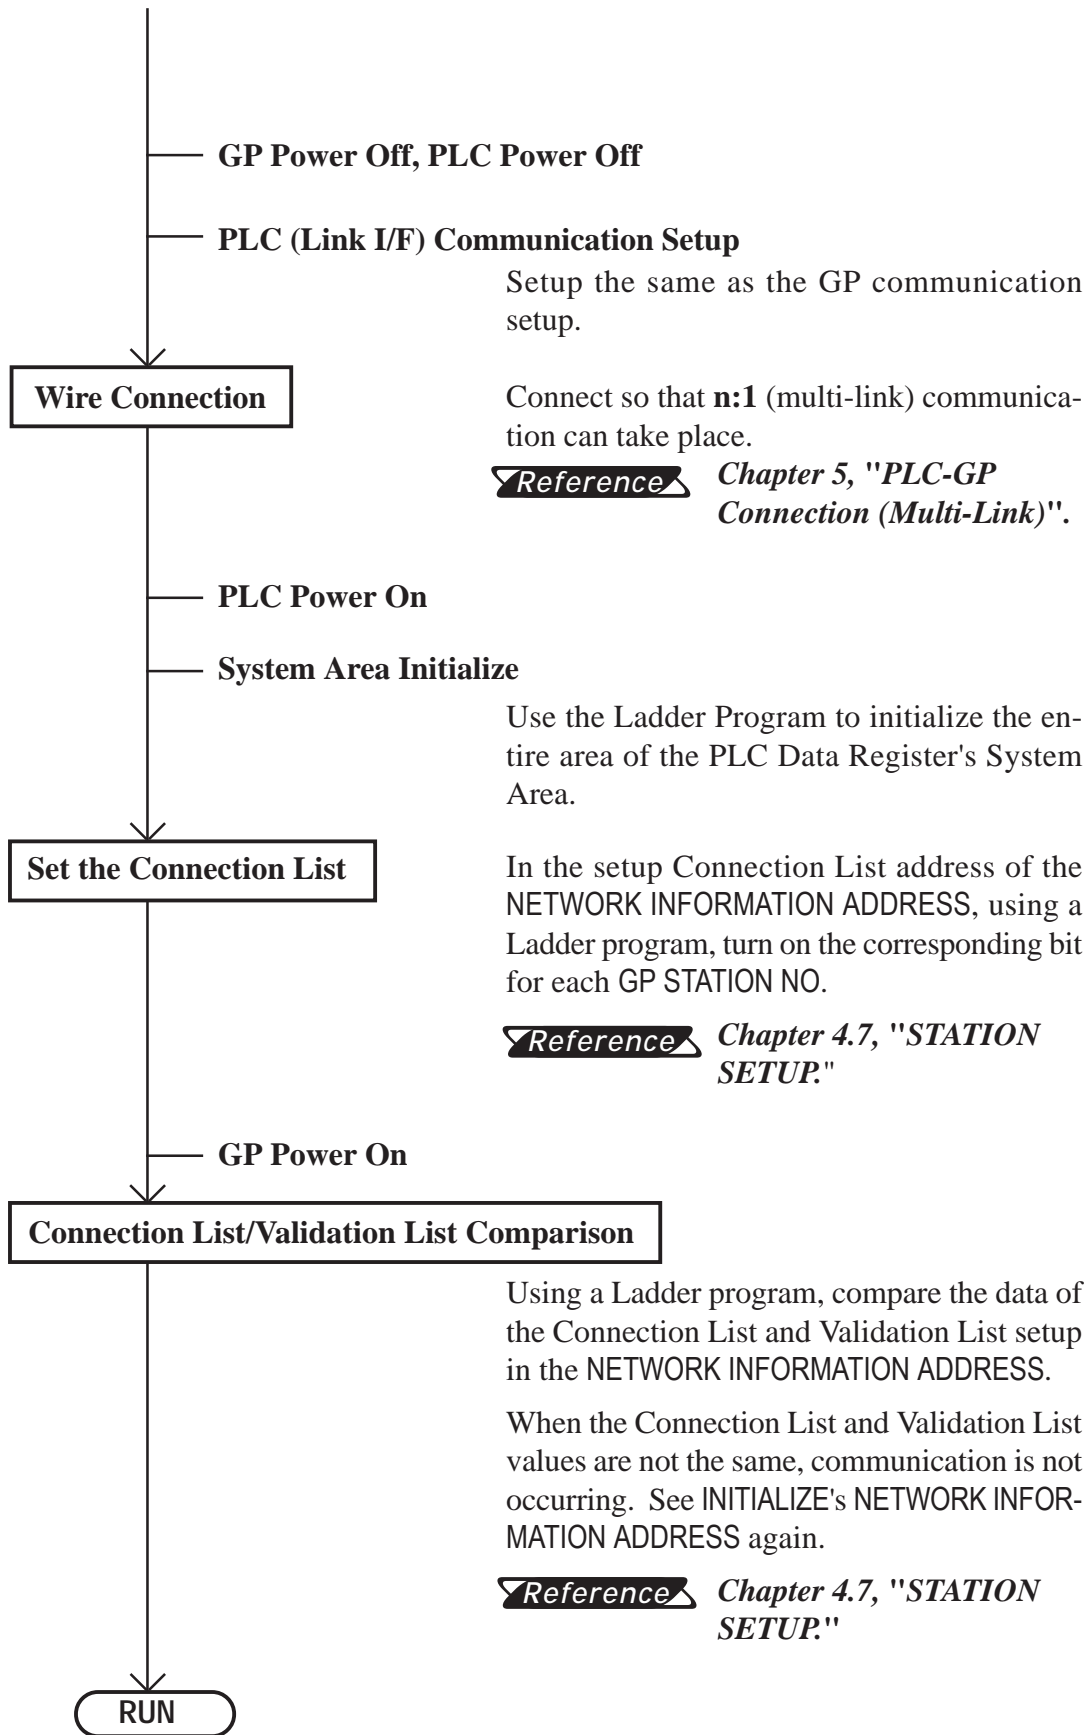 GP Power Off, PLC Power Off
PLC (Link I/F) Communication Setup
Setup the same as the GP communication
setup.
Wire Connection
Connect so that n:1 (multi-link) communica-
tion can take place.
Reference
Chapter 5, "PLC-GP
Connection (Multi-Link)".
PLC Power On
System Area Initialize
Use the Ladder Program to initialize the en-
tire area of the PLC Data Register's System
Area.
Set the Connection List
In the setup Connection List address of the
NETWORK INFORMATION ADDRESS, using a
Ladder program, turn on the corresponding bit
for each GP STATION NO.
Reference
Chapter 4.7, "STATION
SETUP."
GP Power On
Connection List/Validation List Comparison
Using a Ladder program, compare the data of
the Connection List and Validation List setup
in the NETWORK INFORMATION ADDRESS.
When the Connection List and Validation List
values are not the same, communication is not
occurring. See INITIALIZE's NETWORK INFOR-
MATION ADDRESS again.
Reference
Chapter 4.7, "STATION
SETUP."
RUN